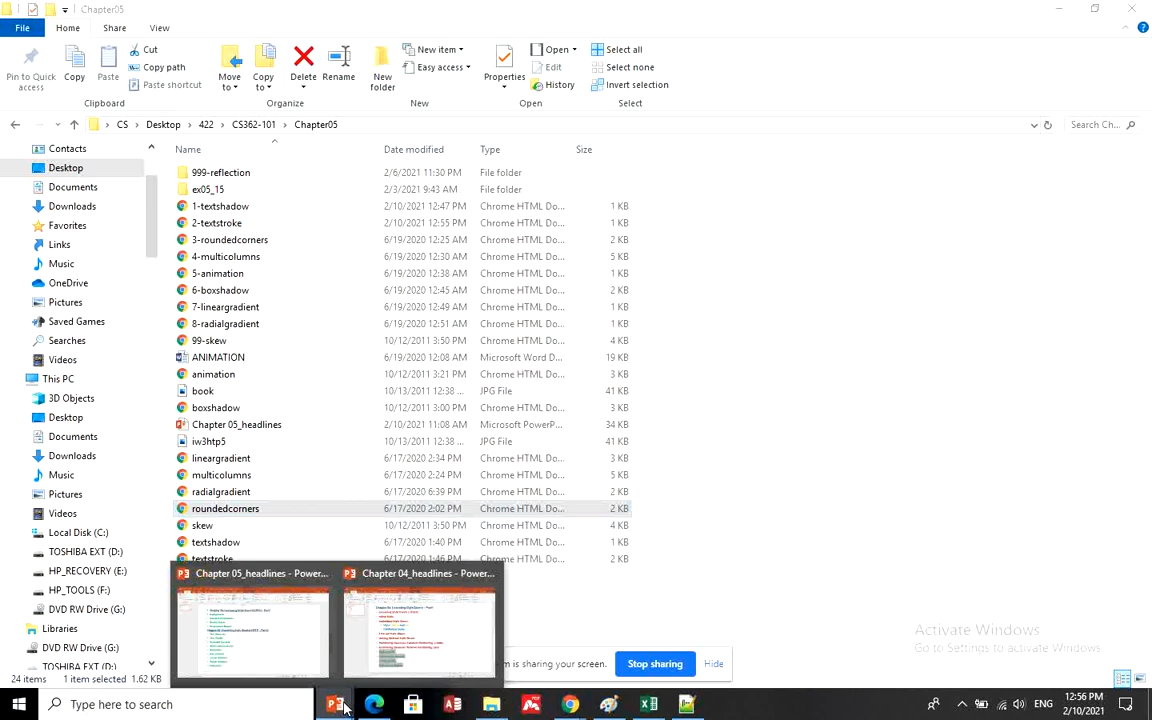 Chapter05
File Home Share View
Pin to Quick access
Copy
Paste
Cut
Copy path
Paste shortcut
Clipboard
Move to
Copy to
Delete
Rename
Organize
New folder
New item
Easy access
New
Properties
Open
Edit
History
Open
Select all
Select none
Invert selection
Select
CS Desktop 422 CS362-101 Chapter05
Search Ch...
Name Date modified Type Size
999-reflection 2/6/2021 11:30 PM File folder
ex05_15 2/3/2021 9:43 AM File folder
1-textshadow 2/10/2021 12:47 PM Chrome HTML Do... 1 KB
2-textstroke 2/10/2021 12:55 PM Chrome HTML Do... 1 KB
3-roundedcorners 6/19/2020 12:25 AM Chrome HTML Do... 2 KB
4-multicolumns 6/19/2020 12:30 AM Chrome HTML Do... 5 KB
5-animation 6/19/2020 12:38 AM Chrome HTML Do... 1 KB
6-boxshadow 6/19/2020 12:45 AM Chrome HTML Do... 2 KB
7-lineargradient 6/19/2020 12:49 AM Chrome HTML Do... 1 KB
8-radialgradient 6/19/2020 12:51 AM Chrome HTML Do... 1 KB
99-skew 10/12/2011 3:50 PM Chrome HTML Do... 4 KB
ANIMATION 6/19/2020 12:08 AM Microsoft Word D... 19 KB
animation 10/12/2011 3:21 PM Chrome HTML Do... 3 KB
book 10/13/2011 12:38 ... JPG File 41 KB
boxshadow 10/12/2011 3:00 PM Chrome HTML Do... 3 KB
Chapter 05_headlines 2/10/2021 11:08 AM Microsoft PowerP... 34 KB
iw3htp5 10/13/2011 12:38 ... JPG File 41 KB
lineargradient 6/17/2020 2:34 PM Chrome HTML Do... 3 KB
multicolumns 6/17/2020 2:24 PM Chrome HTML Do... 5 KB
radialgradient 6/17/2020 6:39 PM Chrome HTML Do... 2 KB
roundedcorners 6/17/2020 2:02 PM Chrome HTML Do... 2 KB
skew 10/12/2011 3:50 PM Chrome HTML Do... 4 KB
textshadow 6/17/2020 1:40 PM Chrome HTML Do... 1 KB
textstroke 6/17/2020 1:46 PM Chrome HTML Do... 2 KB
Contacts
Desktop
Documents
Downloads
Favorites
Links
Music
OneDrive
Pictures
Saved Games
Searches
Videos
This PC
3D Objects
Desktop
Documents
Downloads
Music
Pictures
Videos
Local Disk (C:)
TOSHIBA EXT (D:)
HP_RECOVERY (E:)
HP_TOOLS (F:)
DVD RW Drive (G:)
Libraries
DVD RW Drive (G:)
TOSHIBA EXT (D:)
24 items 1 item selected 1.62 KB
Chapter 05_headlines - Power...
Chapter 04_headlines - Power...
m is sharing your screen. Stop sharing Hide
Activate Windows
Go to Settings to activate Windows.
Type here to search
ENG
12:56 PM
2/10/2021